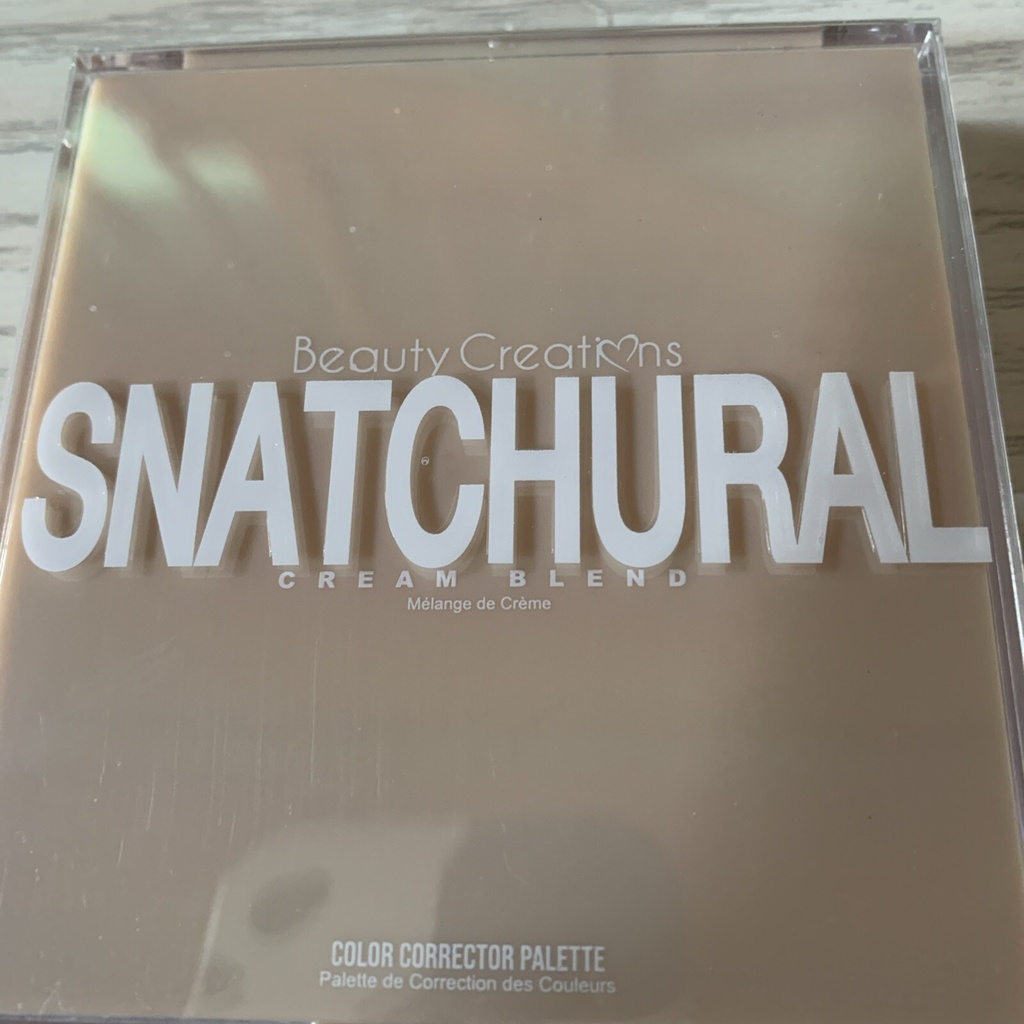 Beauty Creations
SNATCHURAL
CREAM BLEND
Mélange de Crème
COLOR CORRECTOR PALETTE
Palette de Correction des Couleurs